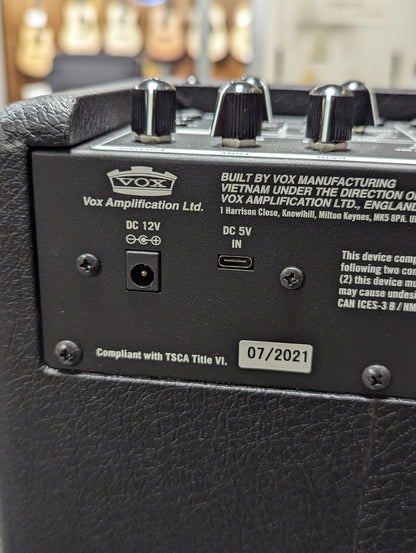 VOX
Vox Amplification Ltd.
BUILT BY VOX MANUFACTURING
VIETNAM UNDER THE DIRECTION O
VOX AMPLIFICATION LTD., ENGLAND
1 Harrison Close, Knowlhill, Milton Keynes, MK5 8PA, U
DC 12V
DC 5V
IN
This device comp
following two con
(2) this device mu
may cause undes
CAN ICES-3 B / NM
Compliant with TSCA Title VI.
07/2021